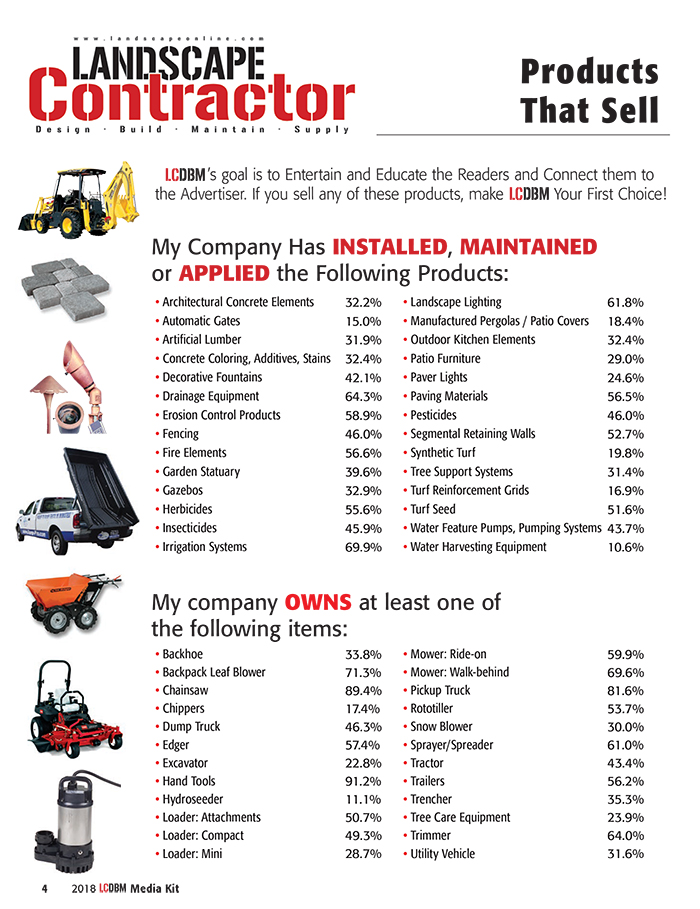 www.landscapeonline.com
LANDSCAPE
Contractor
Design · Build · Maintain · Supply
Products
That Sell
LCDBM's goal is to Entertain and Educate the Readers and Connect them to
the Advertiser. If you sell any of these products, make LCDBM Your First Choice!
My Company Has INSTALLED, MAINTAINED
or APPLIED the Following Products:
• Architectural Concrete Elements 32.2%
• Automatic Gates 15.0%
• Artificial Lumber 31.9%
• Concrete Coloring, Additives, Stains 32.4%
• Decorative Fountains 42.1%
• Drainage Equipment 64.3%
• Erosion Control Products 58.9%
• Fencing 46.0%
• Fire Elements 56.6%
• Garden Statuary 39.6%
• Gazebos 32.9%
• Herbicides 55.6%
• Insecticides 45.9%
• Irrigation Systems 69.9%
• Landscape Lighting 61.8%
• Manufactured Pergolas / Patio Covers 18.4%
• Outdoor Kitchen Elements 32.4%
• Patio Furniture 29.0%
• Paver Lights 24.6%
• Paving Materials 56.5%
• Pesticides 46.0%
• Segmental Retaining Walls 52.7%
• Synthetic Turf 19.8%
• Tree Support Systems 31.4%
• Turf Reinforcement Grids 16.9%
• Turf Seed 51.6%
• Water Feature Pumps, Pumping Systems 43.7%
• Water Harvesting Equipment 10.6%
My company OWNS at least one of
the following items:
• Backhoe 33.8%
• Backpack Leaf Blower 71.3%
• Chainsaw 89.4%
• Chippers 17.4%
• Dump Truck 46.3%
• Edger 57.4%
• Excavator 22.8%
• Hand Tools 91.2%
• Hydroseeder 11.1%
• Loader: Attachments 50.7%
• Loader: Compact 49.3%
• Loader: Mini 28.7%
• Mower: Ride-on 59.9%
• Mower: Walk-behind 69.6%
• Pickup Truck 81.6%
• Rototiller 53.7%
• Snow Blower 30.0%
• Sprayer/Spreader 61.0%
• Tractor 43.4%
• Trailers 56.2%
• Trencher 35.3%
• Tree Care Equipment 23.9%
• Trimmer 64.0%
• Utility Vehicle 31.6%
4 2018 LCDBM Media Kit